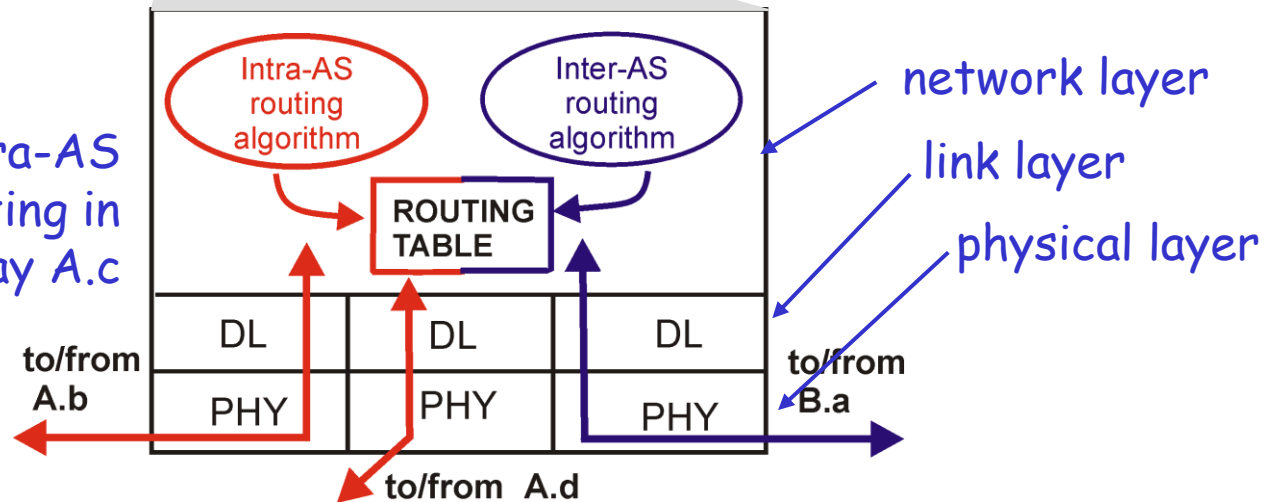 Intra-AS
routing
algorithm
Inter-AS
routing
algorithm
network layer
link layer
physical layer
ra-AS
ting in
ay A.c
ROUTING
TABLE
DL
DL
DL
to/from
A.b
PHY
PHY
PHY
to/from
B.a
to/from A.d